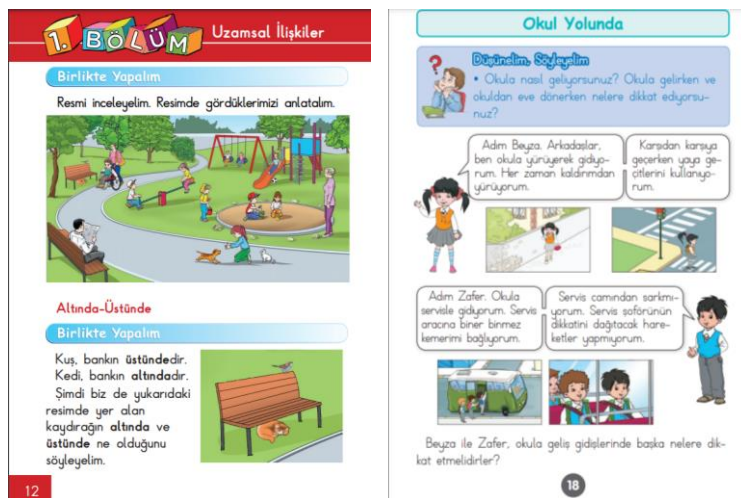 1. BÖLÜM
Uzamsal İlişkiler
Birlikte Yapalım
Resmi inceleyelim. Resimde gördüklerimizi anlatalım.
Altında-Üstünde
Birlikte Yapalım
Kuş, bankın üstündedir.
Kedi, bankın altındadır.
Şimdi biz de yukarıdaki
resimde yer alan
kaydırağın altında ve
üstünde ne olduğunu
söyleyelim.
12
Okul Yolunda
Düşünelim, Söyleyelim
• Okula nasıl geliyorsunuz? Okula gelirken ve
okuldan eve dönerken nelere dikkat ediyorsu-
nuz?
Adım Beyza. Arkadaşlar,
ben okula yürüyerek gidiyo-
rum. Her zaman kaldırımdan
yürüyorum.
Karşıdan karşıya
geçerken yaya ge-
çitlerini kullanıyo-
rum.
Adım Zafer. Okula
servisle gidiyorum. Servis
aracına biner binmez
kemerimi bağlıyorum.
Servis camından sarkmı-
yorum. Servis şoförünün
dikkatini dağıtacak hare-
ketler yapmıyorum.
Beyza ile Zafer, okula geliş gidişlerinde başka nelere dik-
kat etmelidirler?
18